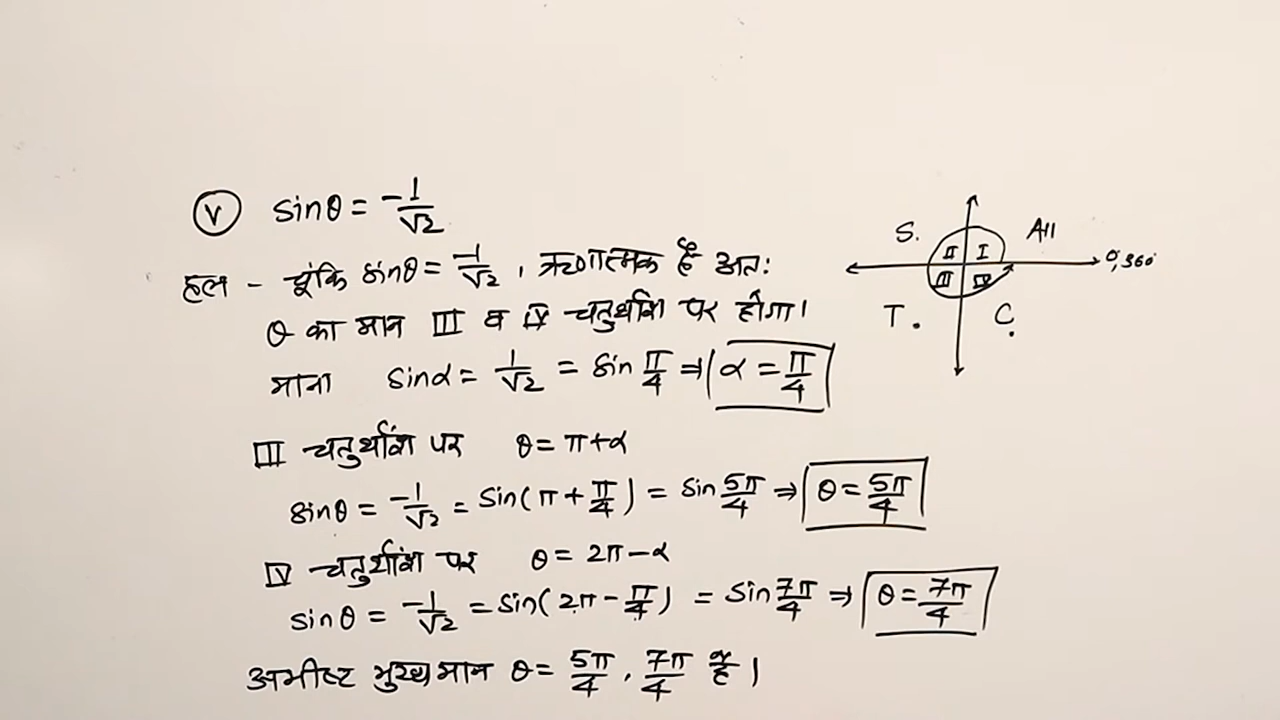 (v) sinθ = -1/√2
हल - चूंकि sinθ = -1/√2, ऋणात्मक है अतः
θ का मान III व IV चतुर्थांश पर होगा।
माना sinα = 1/√2 = sin π/4 ⇒ α = π/4
III चतुर्थांश पर θ = π+α
sinθ = -1/√2 = sin(π + π/4) = sin 5π/4 ⇒ θ = 5π/4
IV चतुर्थांश पर θ = 2π-α
sinθ = -1/√2 = sin(2π - π/4) = sin 7π/4 ⇒ θ = 7π/4
अभीष्ट मुख्य मान θ = 5π/4, 7π/4 है।
S. All
II I
0,360°
III IV
T. C.